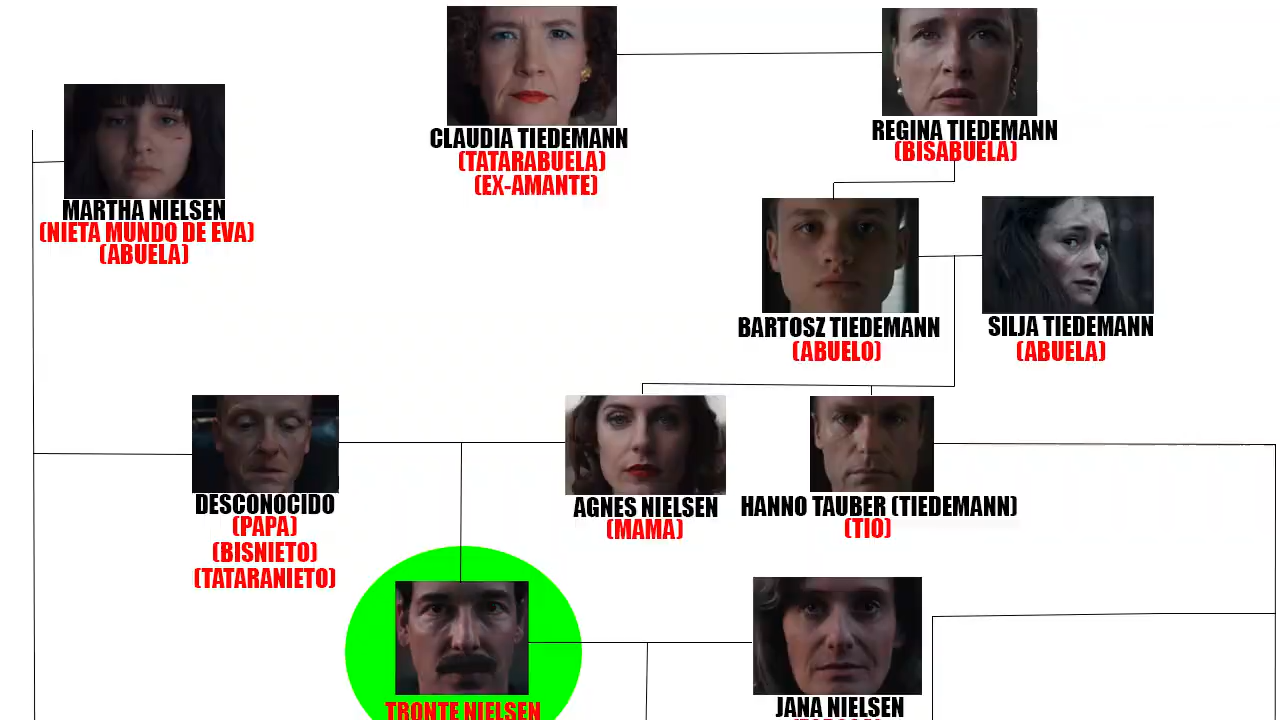 CLAUDIA TIEDEMANN
(TATARABUELA)
(EX-AMANTE)
REGINA TIEDEMANN
(BISABUELA)
MARTHA NIELSEN
(NIETA MUNDO DE EVA)
(ABUELA)
BARTOSZ TIEDEMANN
(ABUELO)
SILJA TIEDEMANN
(ABUELA)
DESCONOCIDO
(PAPA)
(BISNIETO)
(TATARANIETO)
AGNES NIELSEN
(MAMA)
HANNO TAUBER (TIEDEMANN)
(TIO)
TRONTE NIELSEN
JANA NIELSEN